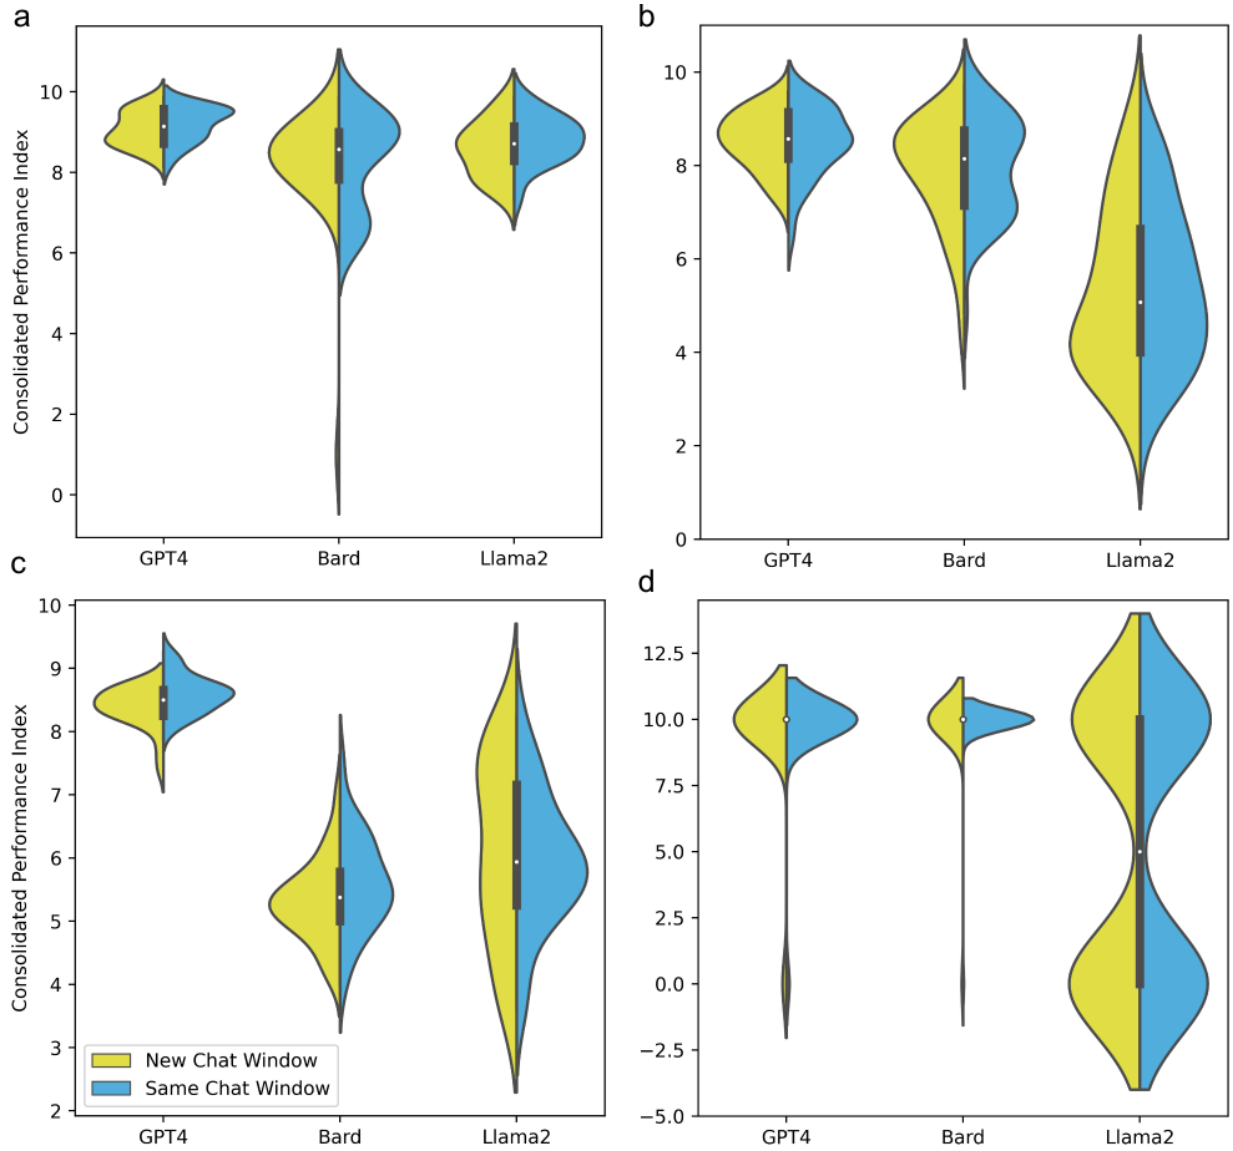 a
Consolidated Performance Index
10
8
6
4
2
0
GPT4
Bard
Llama2
b
10
8
6
4
2
0
GPT4
Bard
Llama2
c
Consolidated Performance Index
10
9
8
7
6
5
4
3
2
New Chat Window
Same Chat Window
GPT4
Bard
Llama2
d
12.5
10.0
7.5
5.0
2.5
0.0
−2.5
−5.0
GPT4
Bard
Llama2